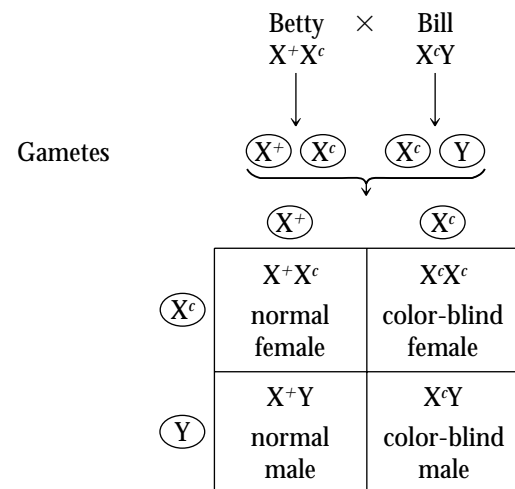 Betty × Bill
X⁺Xᶜ XᶜY
Gametes X⁺ Xᶜ Xᶜ Y
X⁺ Xᶜ
X⁺Xᶜ XᶜXᶜ
Xᶜ normal color-blind
female female
X⁺Y XᶜY
Y normal color-blind
male male